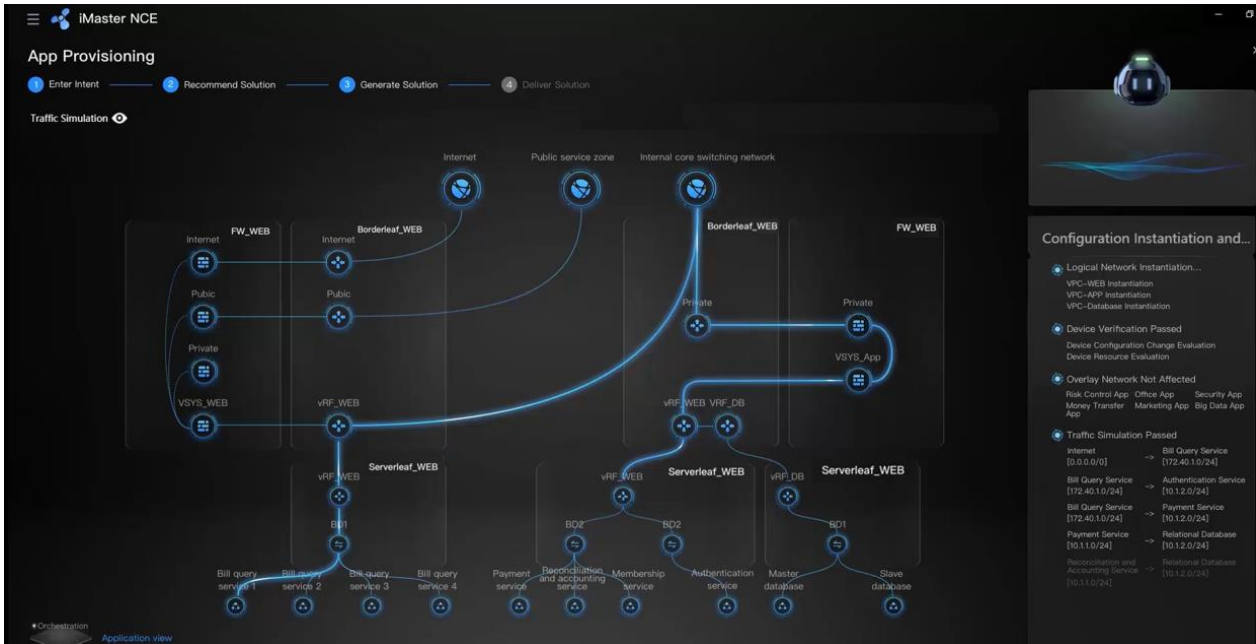 iMaster NCE
App Provisioning
1 Enter Intent 2 Recommend Solution 3 Generate Solution 4 Deliver Solution
Traffic Simulation
Internet Public service zone Internal core switching network
FW_WEB Borderleaf_WEB Borderleaf_WEB FW_WEB
Internet Internet
Pubic Pubic Private Private
Private VSYS_App
VSYS_WEB vRF_WEB vRF_WEB VRF_DB
Serverleaf_WEB Serverleaf_WEB Serverleaf_WEB
vRF_WEB vRF_WEB vRF_DB
BD1 BD2 BD2 BD1
Bill query service 1
Bill query service 2
Bill query service 3
Bill query service 4
Payment service
Reconciliation and accounting service
Membership service
Authentication service
Master database
Slave database
Orchestration
Application view
Configuration Instantiation and...
Logical Network Instantiation...
VPC-WEB Instantiation
VPC-APP Instantiation
VPC-Database Instantiation
Device Verification Passed
Device Configuration Change Evaluation
Device Resource Evaluation
Overlay Network Not Affected
Risk Control App Office App Security App
Money Transfer App Marketing App Big Data App
Traffic Simulation Passed
Internet [0.0.0.0/0] -> Bill Query Service [172.40.1.0/24]
Bill Query Service [172.40.1.0/24] -> Authentication Service [10.1.2.0/24]
Bill Query Service [172.40.1.0/24] -> Payment Service [10.1.2.0/24]
Payment Service [10.1.1.0/24] -> Relational Database [10.1.2.0/24]
Reconciliation and Accounting Service [10.1.1.0/24] -> Relational Database [10.1.2.0/24]